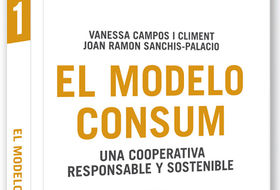 VANESSA CAMPOS I CLIMENT
JOAN RAMON SANCHIS-PALACIO
EL MODELO
CONSUM
UNA COOPERATIVA
RESPONSABLE Y SOSTENIBLE
1
EL MODELO